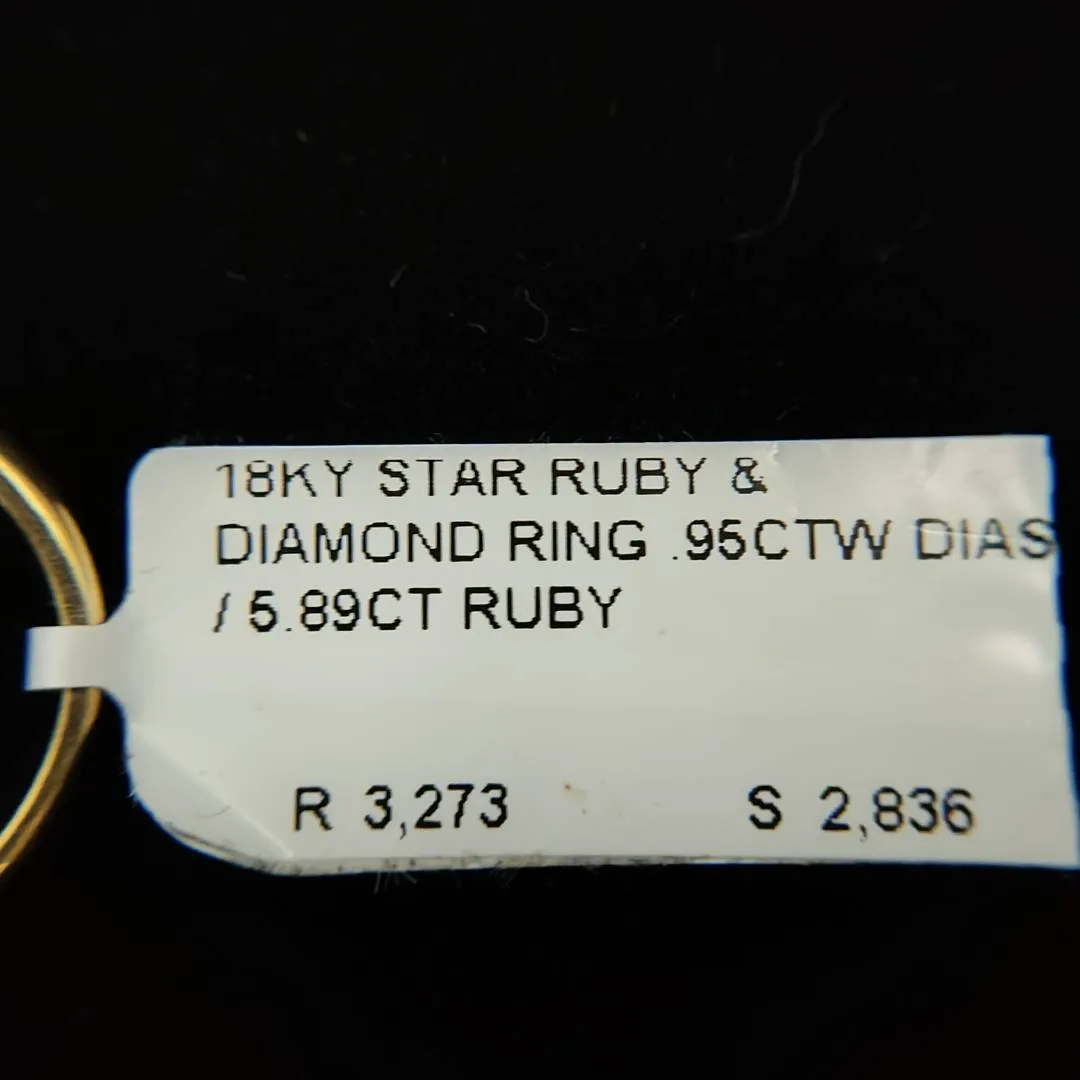 18KY STAR RUBY &
DIAMOND RING .95CTW DIAS
/ 5.89CT RUBY
R 3,273 S 2,836